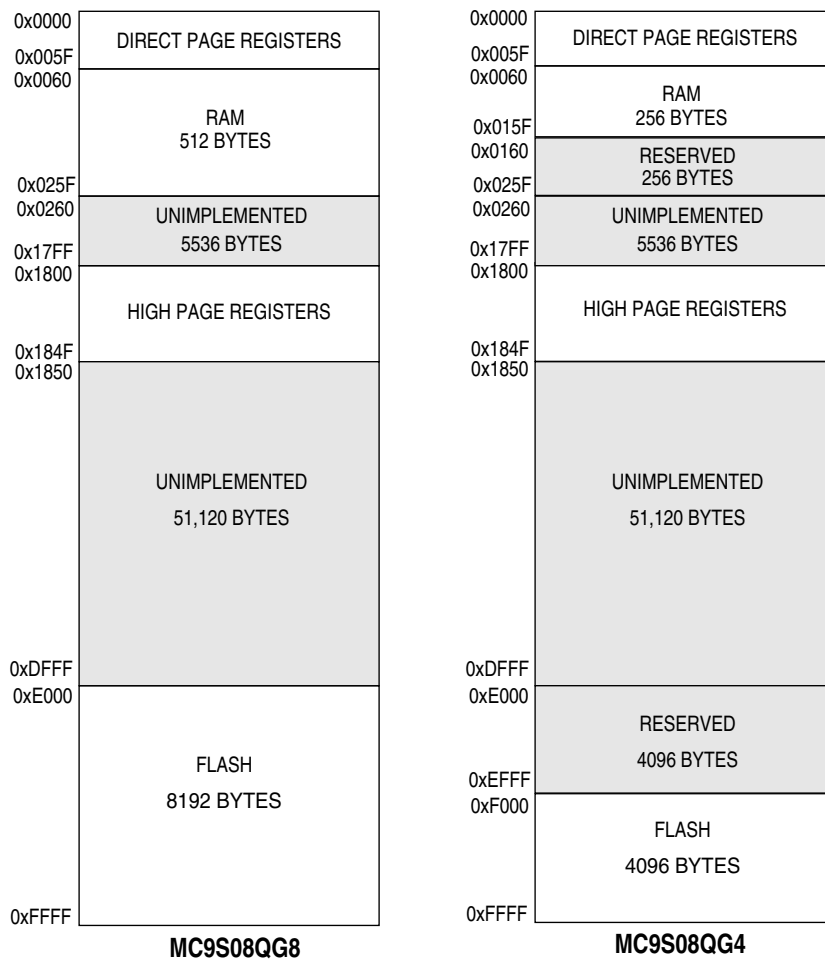 0x0000
DIRECT PAGE REGISTERS
0x005F
0x0060
RAM
512 BYTES
0x025F
0x0260
UNIMPLEMENTED
5536 BYTES
0x17FF
0x1800
HIGH PAGE REGISTERS
0x184F
0x1850
UNIMPLEMENTED
51,120 BYTES
0xDFFF
0xE000
FLASH
8192 BYTES
0xFFFF
MC9S08QG8
0x0000
DIRECT PAGE REGISTERS
0x005F
0x0060
RAM
256 BYTES
0x015F
0x0160
RESERVED
256 BYTES
0x025F
0x0260
UNIMPLEMENTED
5536 BYTES
0x17FF
0x1800
HIGH PAGE REGISTERS
0x184F
0x1850
UNIMPLEMENTED
51,120 BYTES
0xDFFF
0xE000
RESERVED
4096 BYTES
0xEFFF
0xF000
FLASH
4096 BYTES
0xFFFF
MC9S08QG4